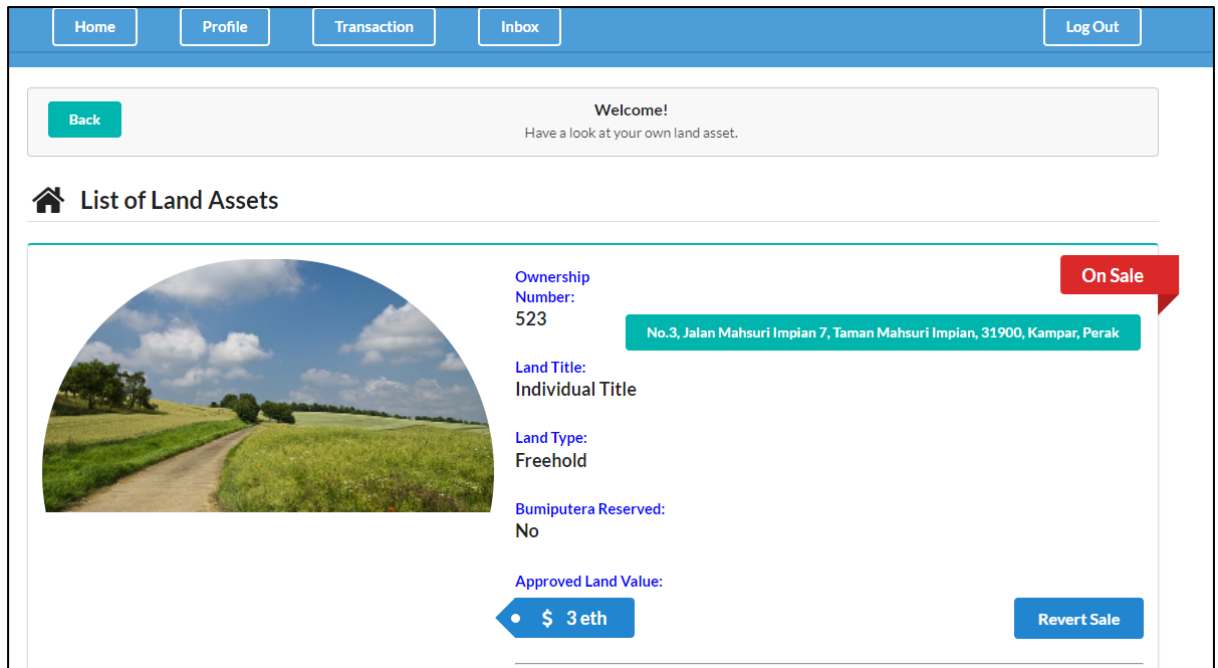 Home Profile Transaction Inbox Log Out
Back
Welcome!
Have a look at your own land asset.
List of Land Assets
On Sale
Ownership
Number:
523
No.3, Jalan Mahsuri Impian 7, Taman Mahsuri Impian, 31900, Kampar, Perak
Land Title:
Individual Title
Land Type:
Freehold
Bumiputera Reserved:
No
Approved Land Value:
$ 3 eth
Revert Sale